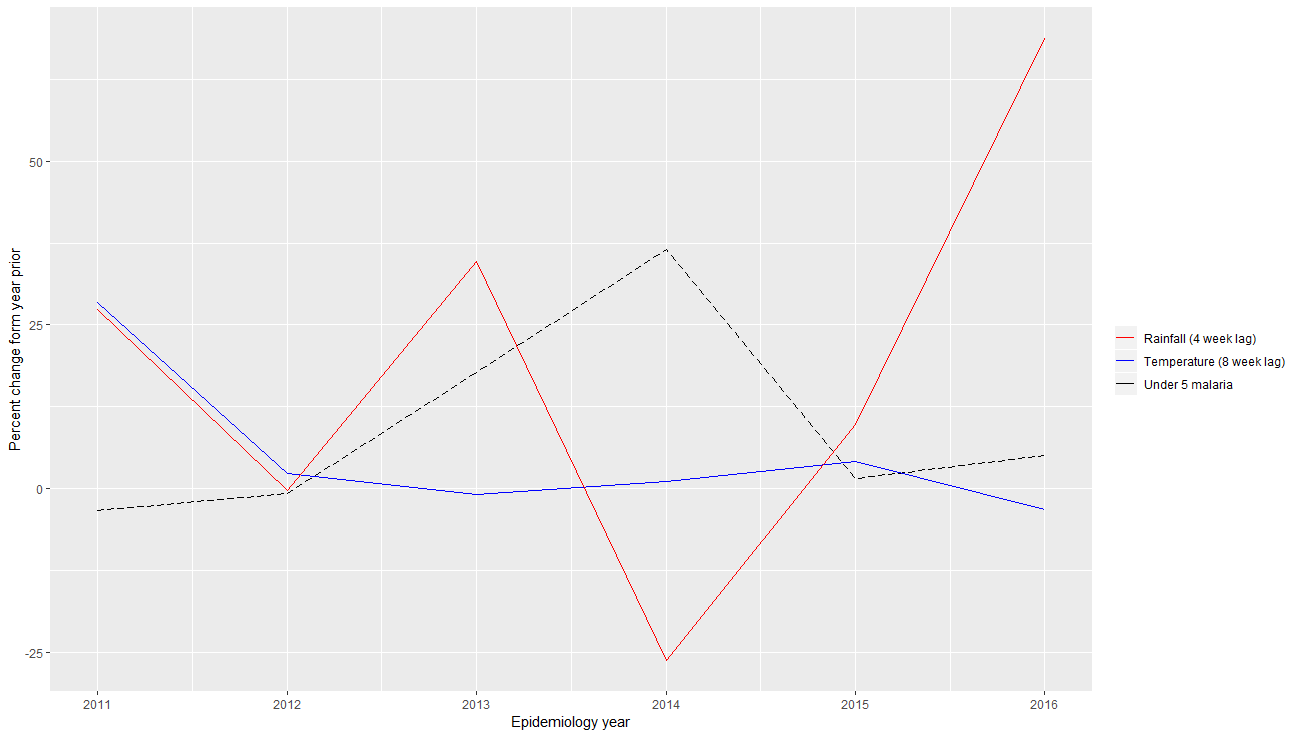 Percent change form year prior
50
25
0
-25
2011 2012 2013 2014 2015 2016
Epidemiology year
Rainfall (4 week lag)
Temperature (8 week lag)
Under 5 malaria